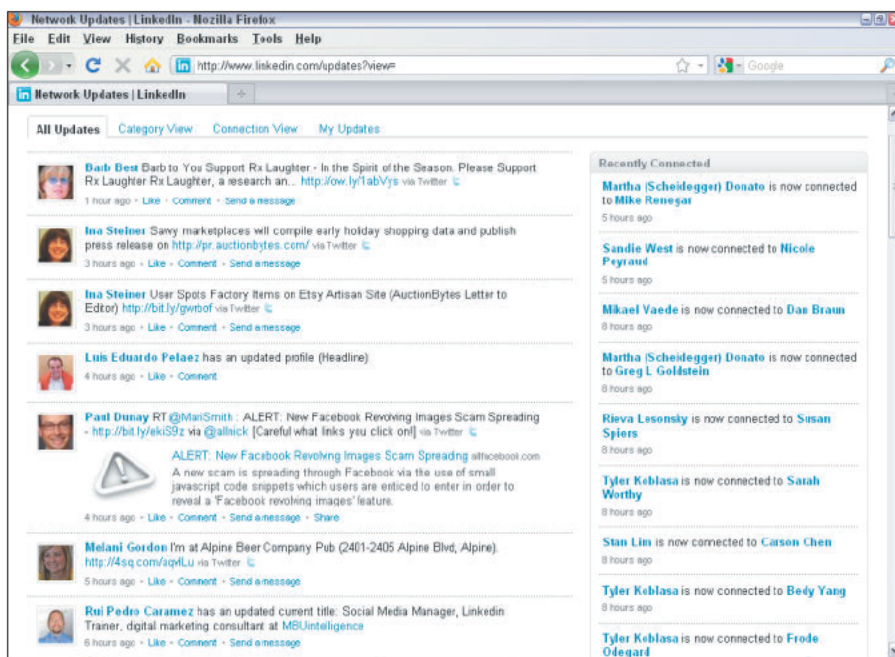 Network Updates | LinkedIn - Mozilla Firefox
File Edit View History Bookmarks Tools Help
http://www.linkedin.com/updates?view=
Google
Network Updates | LinkedIn
All Updates Category View Connection View My Updates
Barb Best Barb to You Support Rx Laughter - In the Spirit of the Season. Please Support
Rx Laughter Rx Laughter, a research an... http://ow.ly/1abVys via Twitter
1 hour ago • Like • Comment • Send a message
Ina Steiner Savvy marketplaces will compile early holiday shopping data and publish
press release on http://pr.auctionbytes.com/ via Twitter
3 hours ago • Like • Comment • Send a message
Ina Steiner User Spots Factory Items on Etsy Artisan Site (AuctionBytes Letter to
Editor) http://bit.ly/gwrbof via Twitter
3 hours ago • Like • Comment • Send a message
Luis Eduardo Pelaez has an updated profile (Headline)
4 hours ago • Like • Comment
Paul Dunay RT @MariSmith : ALERT: New Facebook Revolving Images Scam Spreading
- http://bit.ly/ekiS9z via @allnick [Careful what links you click on!] via Twitter
ALERT: New Facebook Revolving Images Scam Spreading allfacebook.com
A new scam is spreading through Facebook via the use of small
javascript code snippets which users are enticed to enter in order to
reveal a 'Facebook revolving images' feature.
4 hours ago • Like • Comment • Send a message • Share
Melani Gordon I'm at Alpine Beer Company Pub (2401-2405 Alpine Blvd, Alpine).
http://4sq.com/aqvlLu via Twitter
5 hours ago • Like • Comment • Send a message
Rui Pedro Caramez has an updated current title: Social Media Manager, Linkedin
Trainer, digital marketing consultant at MBUintelligence
6 hours ago • Like • Comment • Send a message
Recently Connected
Martha (Scheidegger) Donato is now connected
to Mike Renegar
5 hours ago
Sandie West is now connected to Nicole
Peyraud
5 hours ago
Mikael Vaede is now connected to Dan Braun
8 hours ago
Martha (Scheidegger) Donato is now connected
to Greg L Goldstein
8 hours ago
Rieva Lesonsky is now connected to Susan
Spiers
8 hours ago
Tyler Koblasa is now connected to Sarah
Worthy
8 hours ago
Stan Lim is now connected to Carson Chen
8 hours ago
Tyler Koblasa is now connected to Bedy Yang
8 hours ago
Tyler Koblasa is now connected to Frode
Odegard